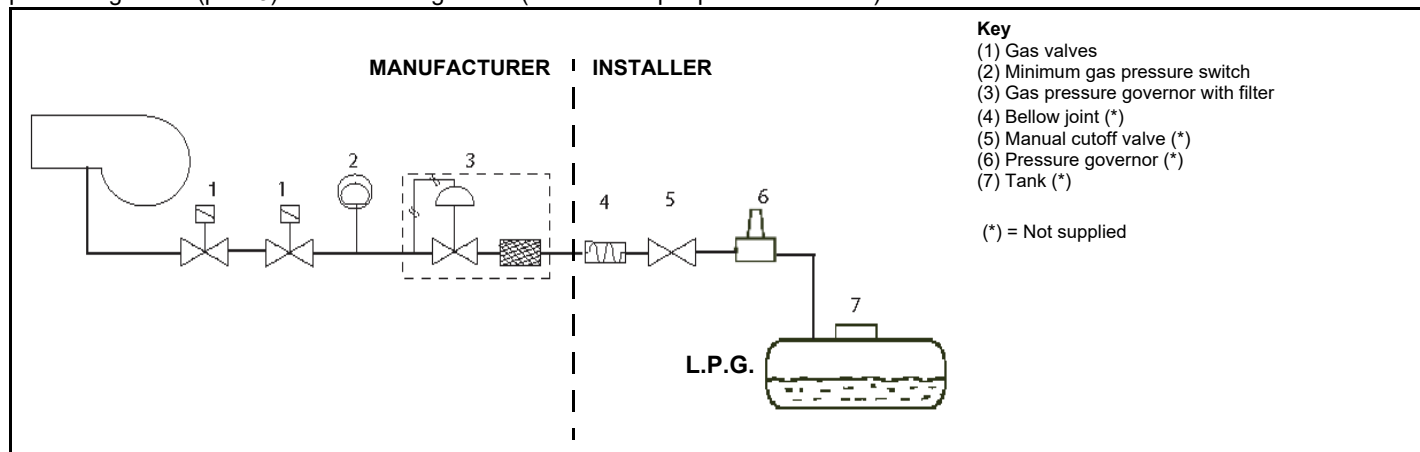 MANUFACTURER INSTALLER
Key
(1) Gas valves
(2) Minimum gas pressure switch
(3) Gas pressure governor with filter
(4) Bellow joint (*)
(5) Manual cutoff valve (*)
(6) Pressure governor (*)
(7) Tank (*)
(*) = Not supplied
1 1 2 3 4 5 6
7
L.P.G.